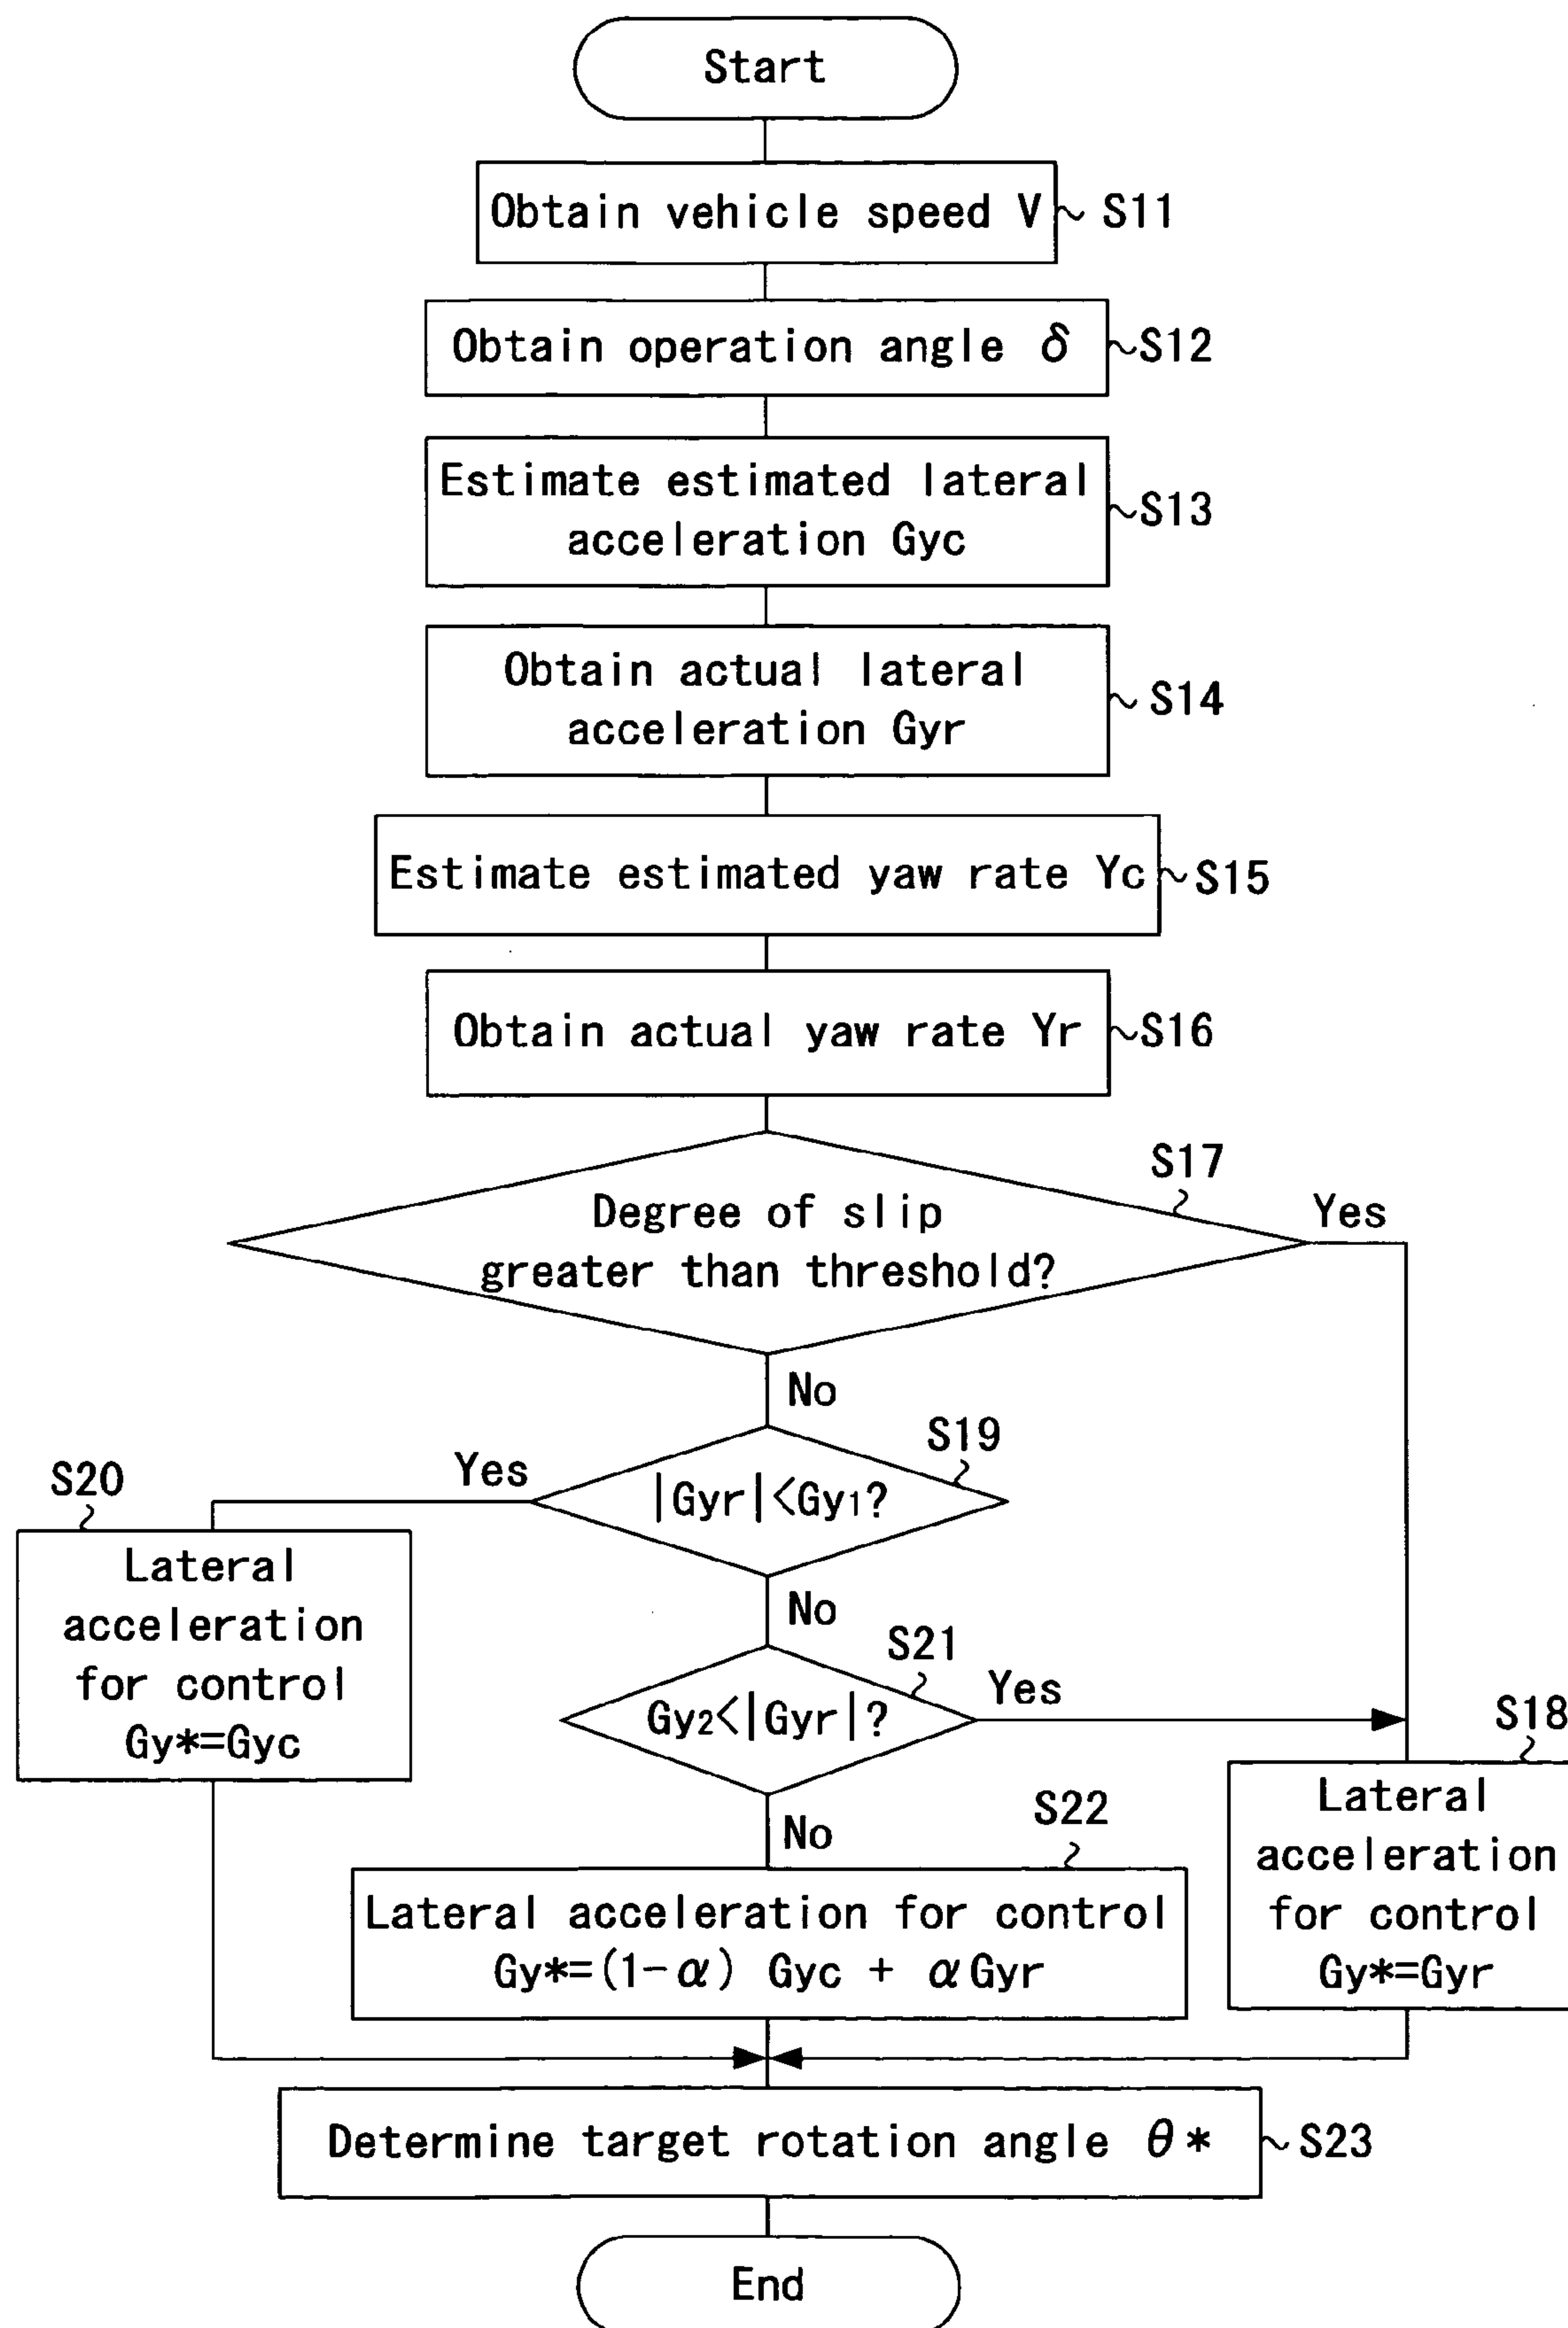 Start
Obtain vehicle speed V
S11
Obtain operation angle δ
S12
Estimate estimated lateral
acceleration Gyc
S13
Obtain actual lateral
acceleration Gyr
S14
Estimate estimated yaw rate Yc
S15
Obtain actual yaw rate Yr
S16
S17
Degree of slip
greater than threshold?
Yes
No
S19
|Gyr|<Gy1?
Yes
No
S20
Lateral
acceleration
for control
Gy*=Gyc
S21
Gy2<|Gyr|?
Yes
No
S18
Lateral
acceleration
for control
Gy*=Gyr
S22
Lateral acceleration for control
Gy*=(1-α) Gyc + αGyr
Determine target rotation angle θ*
S23
End